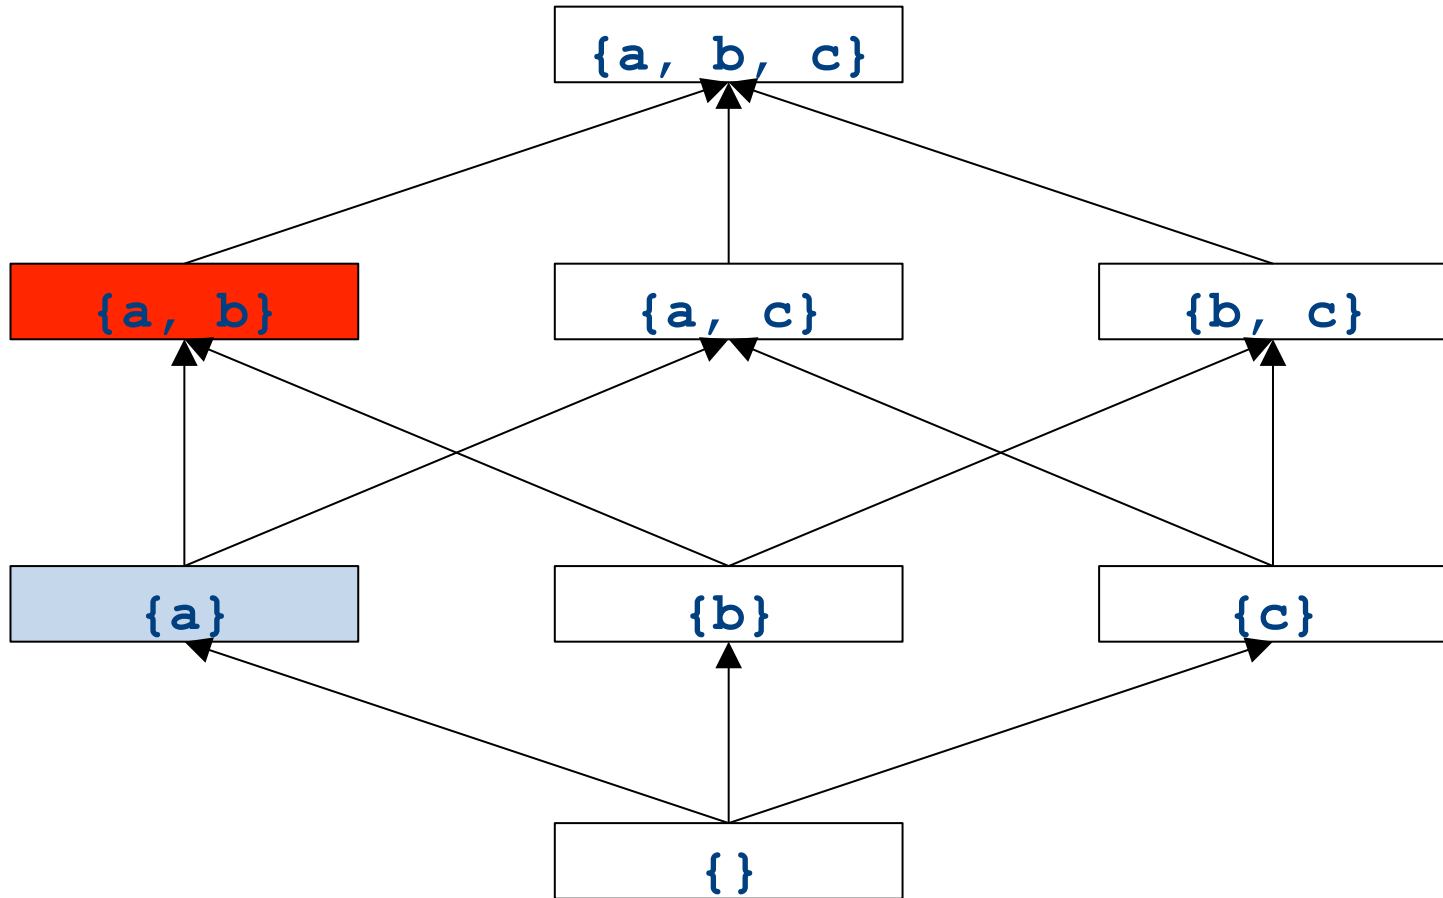 {a, b, c}
{a, b}
{a, c}
{b, c}
{a}
{b}
{c}
{}